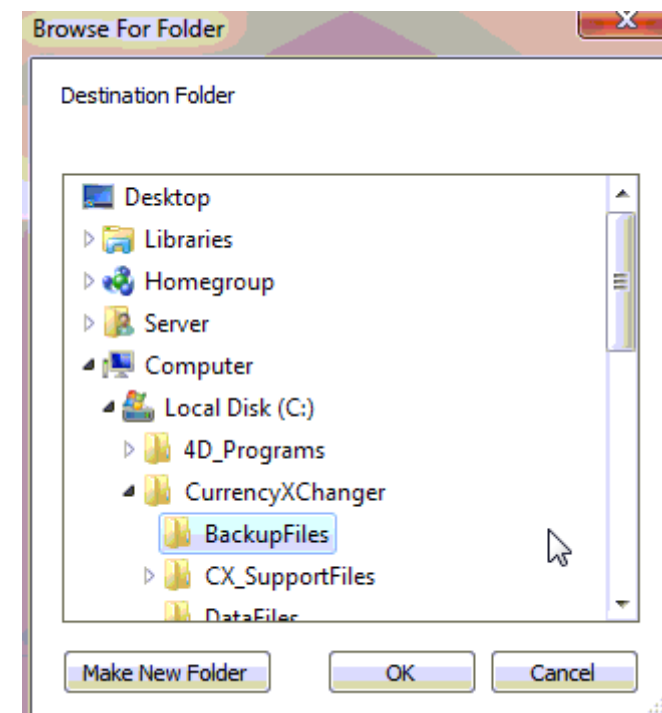 Browse For Folder
Destination Folder
Desktop
Libraries
Homegroup
Server
Computer
Local Disk (C:)
4D_Programs
CurrencyXChanger
BackupFiles
CX_SupportFiles
DataFiles
Make New Folder OK Cancel